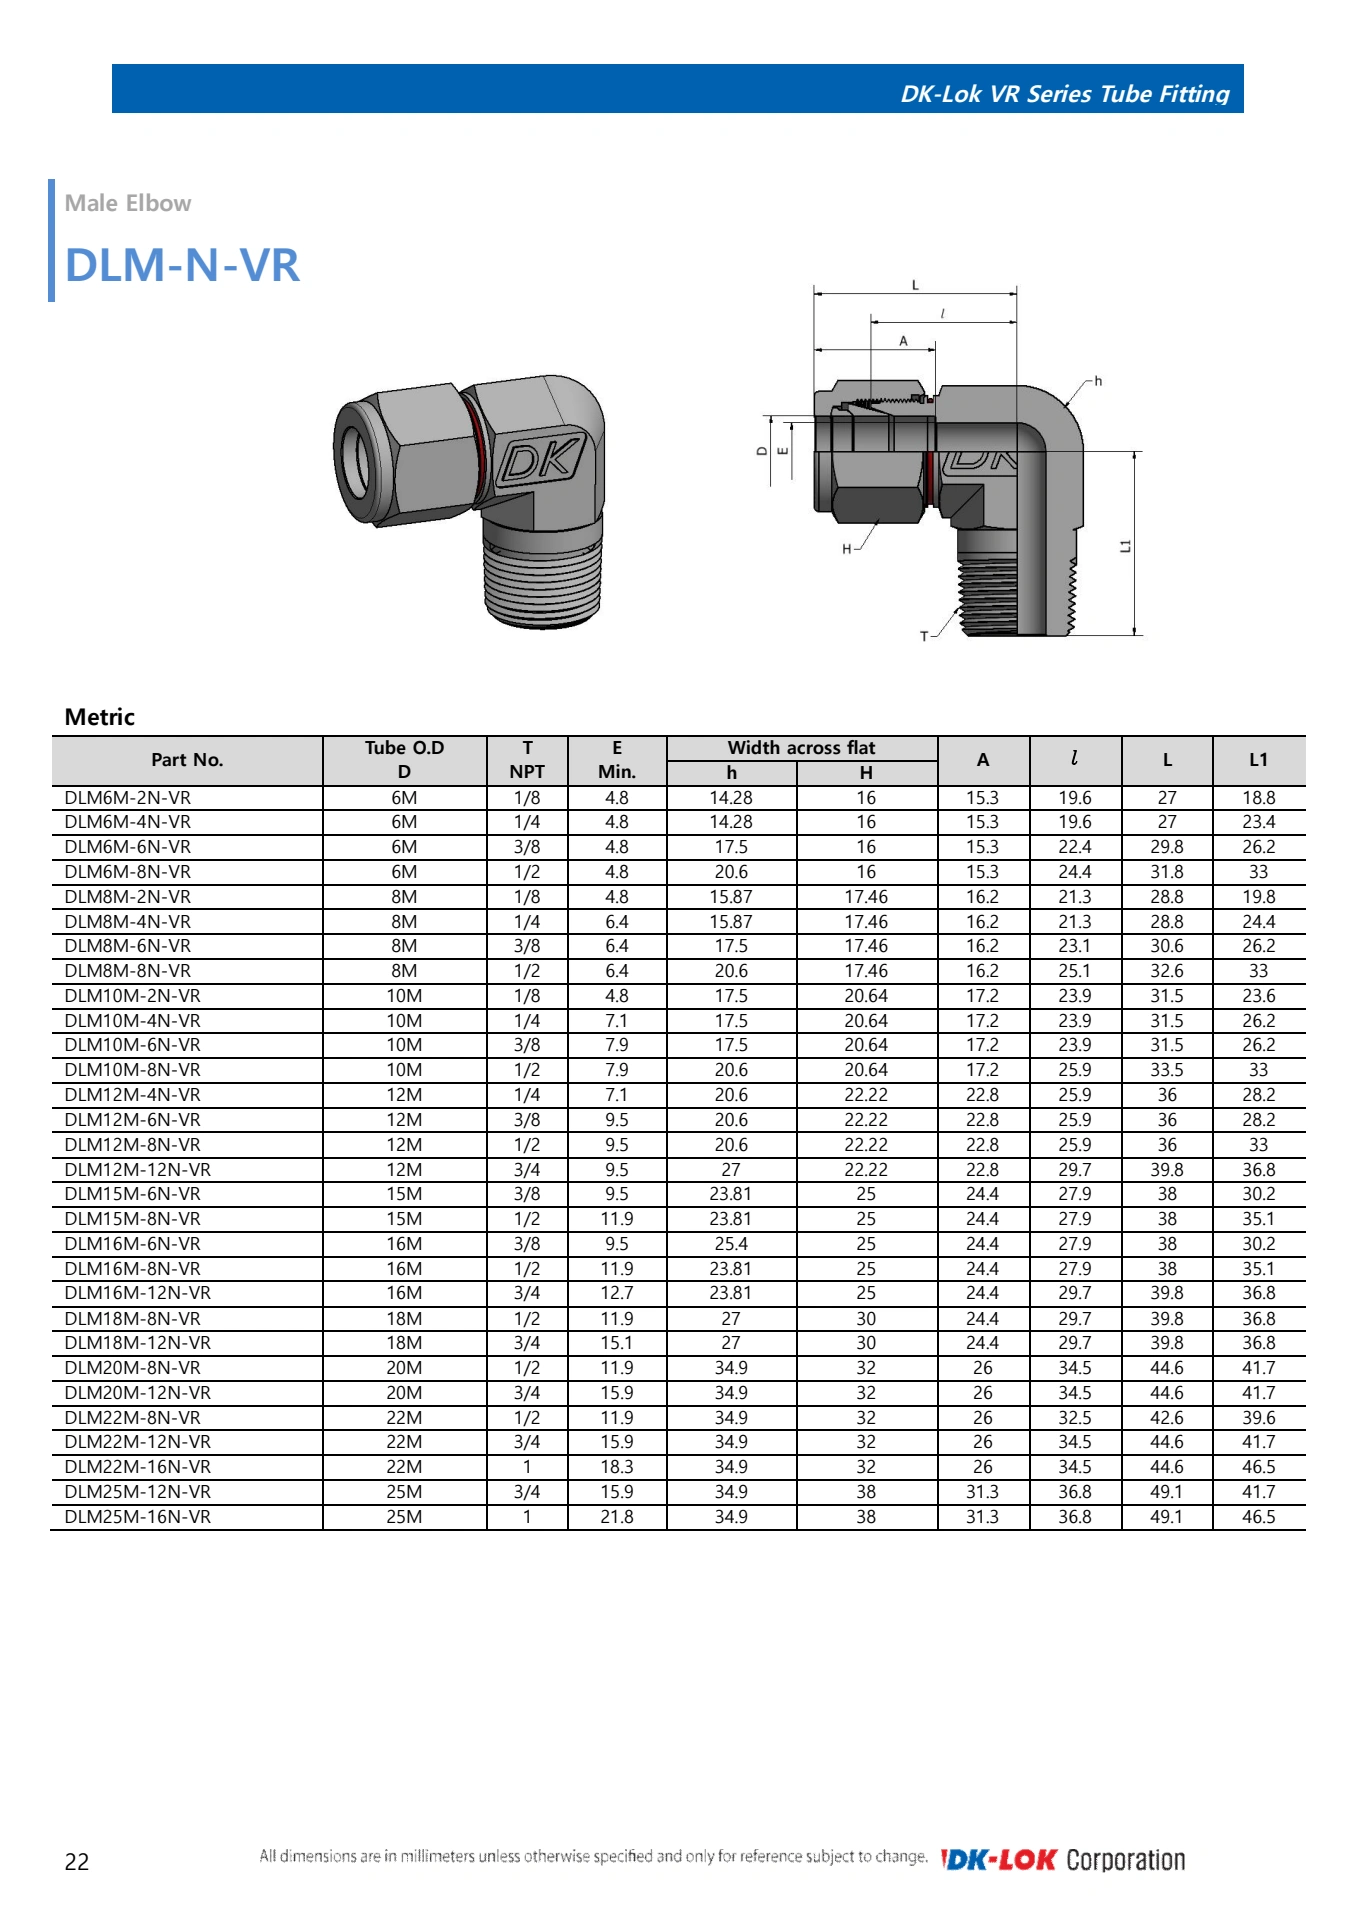 DK-Lok VR Series Tube Fitting
Male Elbow
DLM-N-VR
DK
L
l
A
h
D
E
DK
H
L1
T
Metric
Part No. Tube O.D D T NPT E Min. Width across flat h H A l L L1
DLM6M-2N-VR 6M 1/8 4.8 14.28 16 15.3 19.6 27 18.8
DLM6M-4N-VR 6M 1/4 4.8 14.28 16 15.3 19.6 27 23.4
DLM6M-6N-VR 6M 3/8 4.8 17.5 16 15.3 22.4 29.8 26.2
DLM6M-8N-VR 6M 1/2 4.8 20.6 16 15.3 24.4 31.8 33
DLM8M-2N-VR 8M 1/8 4.8 15.87 17.46 16.2 21.3 28.8 19.8
DLM8M-4N-VR 8M 1/4 6.4 15.87 17.46 16.2 21.3 28.8 24.4
DLM8M-6N-VR 8M 3/8 6.4 17.5 17.46 16.2 23.1 30.6 26.2
DLM8M-8N-VR 8M 1/2 6.4 20.6 17.46 16.2 25.1 32.6 33
DLM10M-2N-VR 10M 1/8 4.8 17.5 20.64 17.2 23.9 31.5 23.6
DLM10M-4N-VR 10M 1/4 7.1 17.5 20.64 17.2 23.9 31.5 26.2
DLM10M-6N-VR 10M 3/8 7.9 17.5 20.64 17.2 23.9 31.5 26.2
DLM10M-8N-VR 10M 1/2 7.9 20.6 20.64 17.2 25.9 33.5 33
DLM12M-4N-VR 12M 1/4 7.1 20.6 22.22 22.8 25.9 36 28.2
DLM12M-6N-VR 12M 3/8 9.5 20.6 22.22 22.8 25.9 36 28.2
DLM12M-8N-VR 12M 1/2 9.5 20.6 22.22 22.8 25.9 36 33
DLM12M-12N-VR 12M 3/4 9.5 27 22.22 22.8 29.7 39.8 36.8
DLM15M-6N-VR 15M 3/8 9.5 23.81 25 24.4 27.9 38 30.2
DLM15M-8N-VR 15M 1/2 11.9 23.81 25 24.4 27.9 38 35.1
DLM16M-6N-VR 16M 3/8 9.5 25.4 25 24.4 27.9 38 30.2
DLM16M-8N-VR 16M 1/2 11.9 23.81 25 24.4 27.9 38 35.1
DLM16M-12N-VR 16M 3/4 12.7 23.81 25 24.4 29.7 39.8 36.8
DLM18M-8N-VR 18M 1/2 11.9 27 30 24.4 29.7 39.8 36.8
DLM18M-12N-VR 18M 3/4 15.1 27 30 24.4 29.7 39.8 36.8
DLM20M-8N-VR 20M 1/2 11.9 34.9 32 26 34.5 44.6 41.7
DLM20M-12N-VR 20M 3/4 15.9 34.9 32 26 34.5 44.6 41.7
DLM22M-8N-VR 22M 1/2 11.9 34.9 32 26 32.5 42.6 39.6
DLM22M-12N-VR 22M 3/4 15.9 34.9 32 26 34.5 44.6 41.7
DLM22M-16N-VR 22M 1 18.3 34.9 32 26 34.5 44.6 46.5
DLM25M-12N-VR 25M 3/4 15.9 34.9 38 31.3 36.8 49.1 41.7
DLM25M-16N-VR 25M 1 21.8 34.9 38 31.3 36.8 49.1 46.5
22 All dimensions are in millimeters unless otherwise specified and only for reference subject to change. DK-LOK Corporation